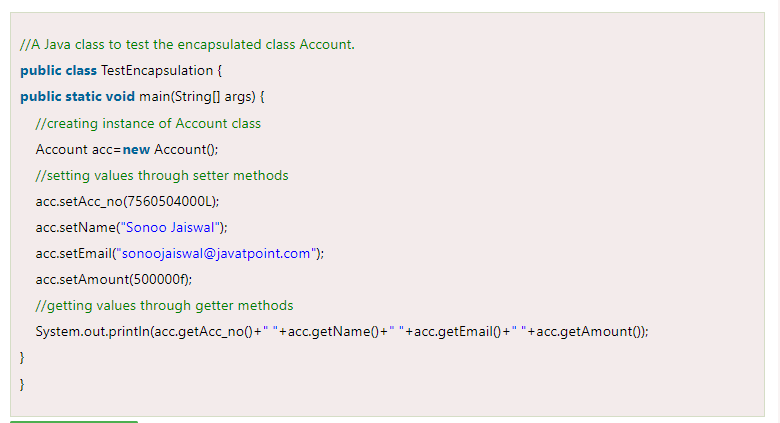 //A Java class to test the encapsulated class Account.
public class TestEncapsulation {
public static void main(String[] args) {
//creating instance of Account class
Account acc=new Account();
//setting values through setter methods
acc.setAcc_no(7560504000L);
acc.setName("Sonoo Jaiswal");
acc.setEmail("sonoojaiswal@javatpoint.com");
acc.setAmount(500000f);
//getting values through getter methods
System.out.println(acc.getAcc_no()+" "+acc.getName()+" "+acc.getEmail()+" "+acc.getAmount());
}
}